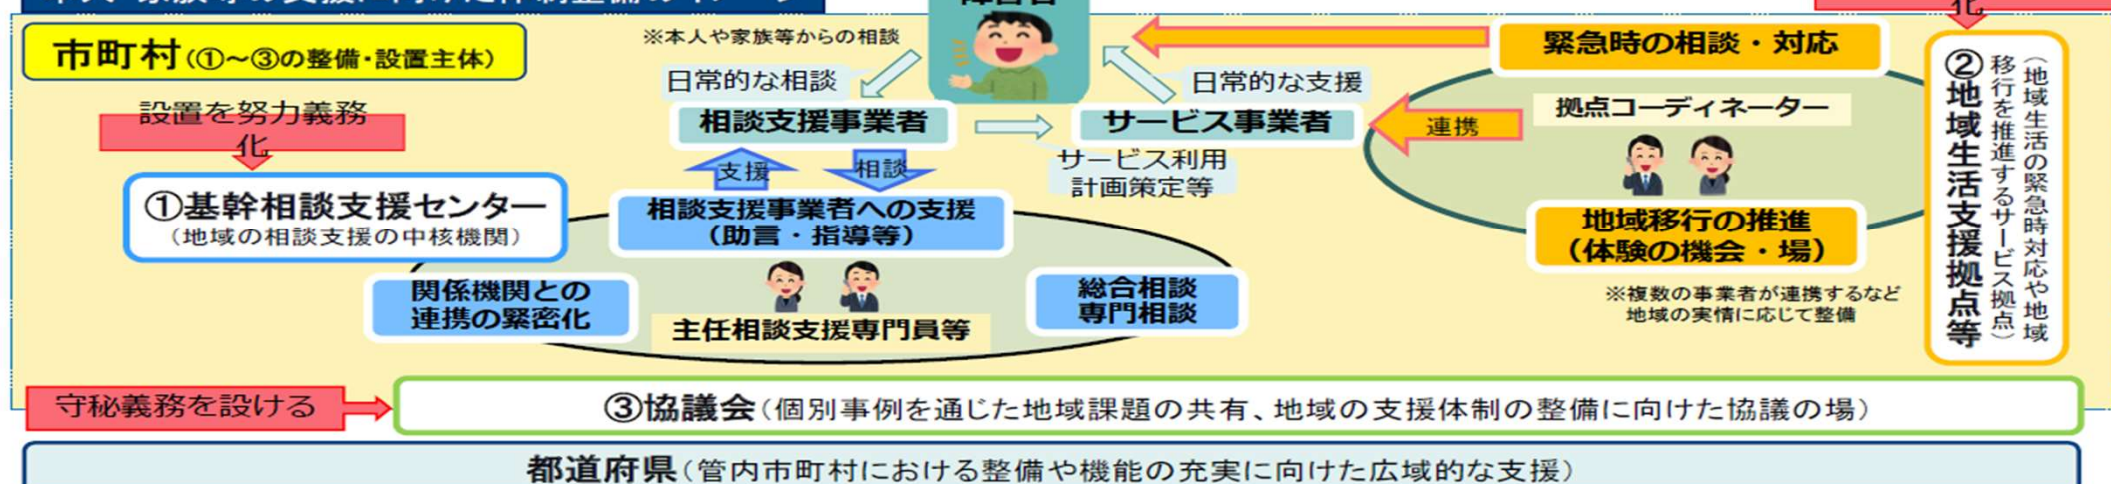 障害者
化
市町村（①～③の整備・設置主体）
※本人や家族等からの相談
緊急時の相談・対応
日常的な相談
日常的な支援
設置を努力義務
化
相談支援事業者
サービス事業者
連携
拠点コーディネーター
支援
相談
サービス利用
計画策定等
①基幹相談支援センター
（地域の相談支援の中核機関）
相談支援事業者への支援
（助言・指導等）
地域移行の推進
（体験の機会・場）
関係機関との
連携の緊密化
主任相談支援専門員等
総合相談
専門相談
※複数の事業者が連携するなど
地域の実情に応じて整備
②地域生活支援拠点等
（地域生活の緊急時対応や地域
移行を推進するサービス拠点）
守秘義務を設ける
③協議会（個別事例を通じた地域課題の共有、地域の支援体制の整備に向けた協議の場）
都道府県（管内市町村における整備や機能の充実に向けた広域的な支援）